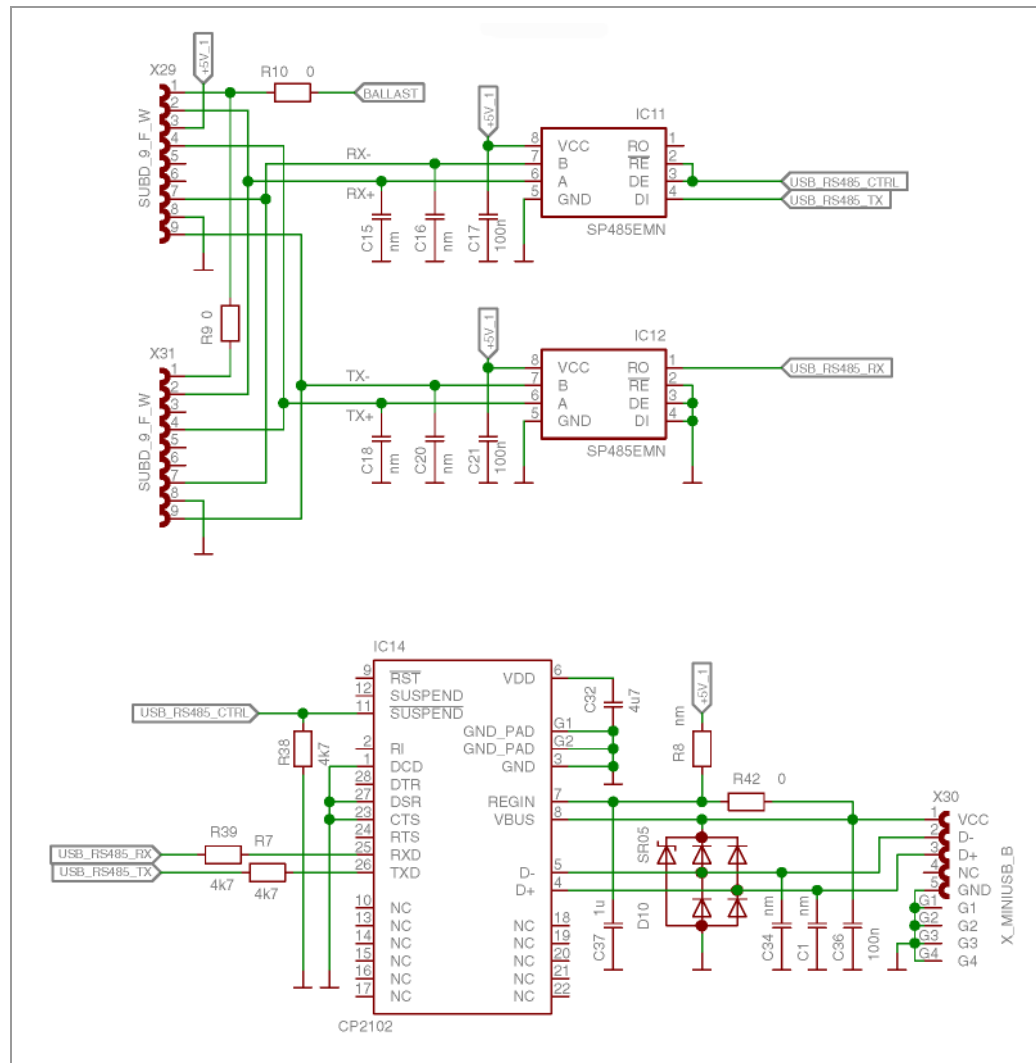 +5V_1
X29
SUBD_9_F_W
1
2
3
4
5
6
7
8
9
R10 0
BALLAST
R9 0
X31
SUBD_9_F_W
1
2
3
4
5
6
7
8
9
+5V_1
RX-
RX+
C15 nm
C16 nm
C17 100n
IC11
8 VCC RO 1
7 B RE 2
6 A DE 3
5 GND DI 4
SP485EMN
USB_RS485_CTRL
USB_RS485_TX
+5V_1
TX-
TX+
C18 nm
C20 nm
C21 100n
IC12
8 VCC RO 1
7 B RE 2
6 A DE 3
5 GND DI 4
SP485EMN
USB_RS485_RX
IC14
9 RST VDD 6
12 SUSPEND
11 SUSPEND
GND_PAD G1
2 RI GND_PAD G2
1 DCD GND 3
28 DTR
27 DSR REGIN 7
23 CTS VBUS 8
24 RTS
25 RXD D- 5
26 TXD D+ 4
10 NC NC 18
13 NC NC 19
14 NC NC 20
15 NC NC 21
16 NC NC 22
17 NC
CP2102
USB_RS485_CTRL
R38 4k7
USB_RS485_RX
R39 4k7
USB_RS485_TX
R7 4k7
C32 4u7
+5V_1
R8 nm
R42 0
SR05
D10
C37 1u
C34 nm
C1 nm
C36 100n
X30
1 VCC
2 D-
3 D+
4 NC
5 GND
G1 G1
G2 G2
G3 G3
G4 G4
X_MINIUSB_B